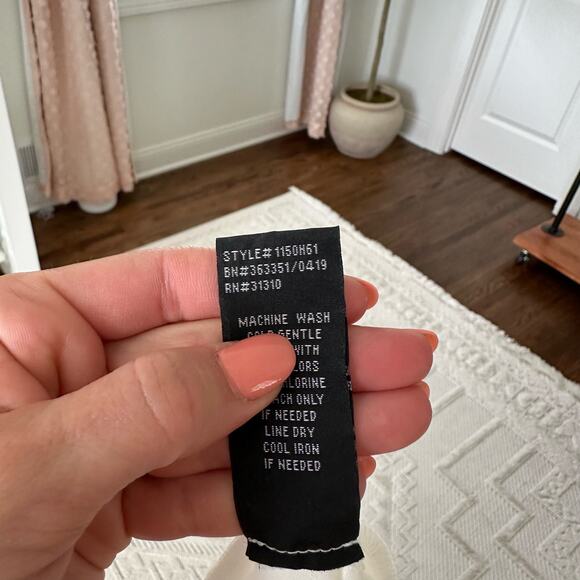 STYLE# 1150H61
BN#363351/0419
RN#31310
MACHINE WASH
COLD GENTLE
WITH
IF NEEDED
LINE DRY
COOL IRON
IF NEEDED